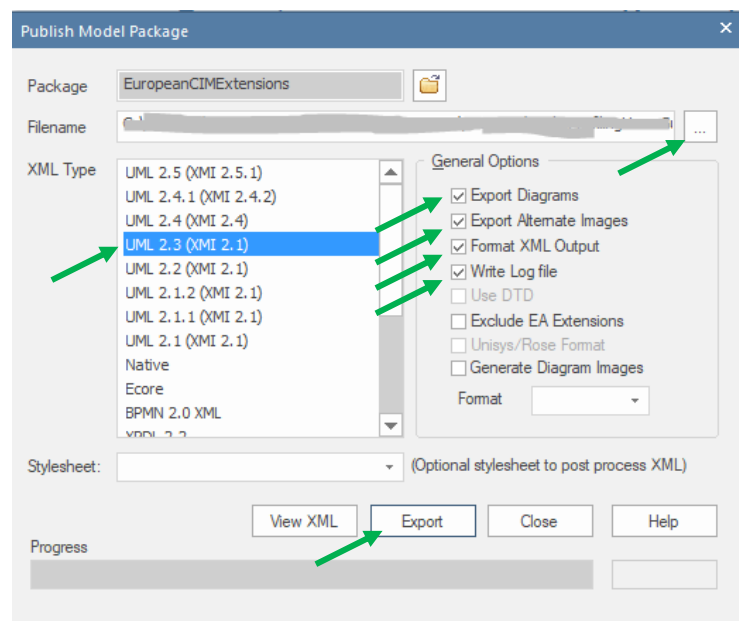 Publish Model Package
Package
EuropeanCIMExtensions
Filename
...
XML Type
UML 2.5 (XMI 2.5.1)
UML 2.4.1 (XMI 2.4.2)
UML 2.4 (XMI 2.4)
UML 2.3 (XMI 2.1)
UML 2.2 (XMI 2.1)
UML 2.1.2 (XMI 2.1)
UML 2.1.1 (XMI 2.1)
UML 2.1 (XMI 2.1)
Native
Ecore
BPMN 2.0 XML
General Options
Export Diagrams
Export Alternate Images
Format XML Output
Write Log file
Use DTD
Exclude EA Extensions
Unisys/Rose Format
Generate Diagram Images
Format
Stylesheet:
(Optional stylesheet to post process XML)
View XML
Export
Close
Help
Progress